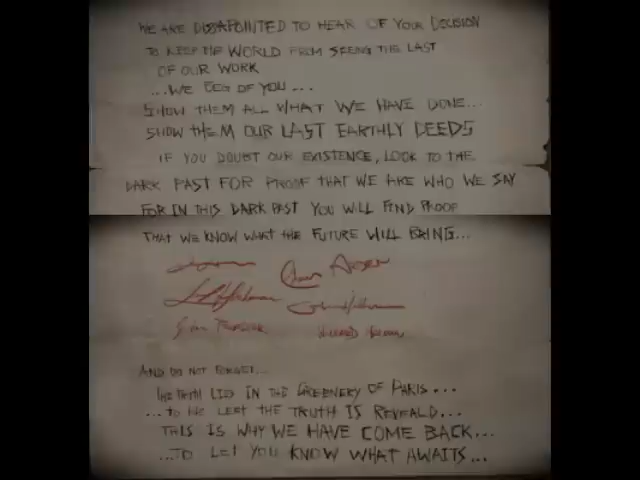 WE ARE DISSAPOINTED TO HEAR OF YOUR DECISION
TO KEEP THE WORLD FROM SEEING THE LAST
OF OUR WORK
...WE BEG OF YOU...
SHOW THEM ALL WHAT WE HAVE DONE...
SHOW THEM OUR LAST EARTHLY DEEDS
IF YOU DOUBT OUR EXISTENCE, LOOK TO THE
DARK PAST FOR PROOF THAT WE ARE WHO WE SAY
FOR IN THIS DARK PAST YOU WILL FIND PROOF
THAT WE KNOW WHAT THE FUTURE WILL BRING...
AND DO NOT FORGET...
THE TRUTH LIES IN THE GREENERY OF PARIS...
...TO THE LEFT THE TRUTH IS REVEALD...
THIS IS WHY WE HAVE COME BACK...
...TO LET YOU KNOW WHAT AWAITS...